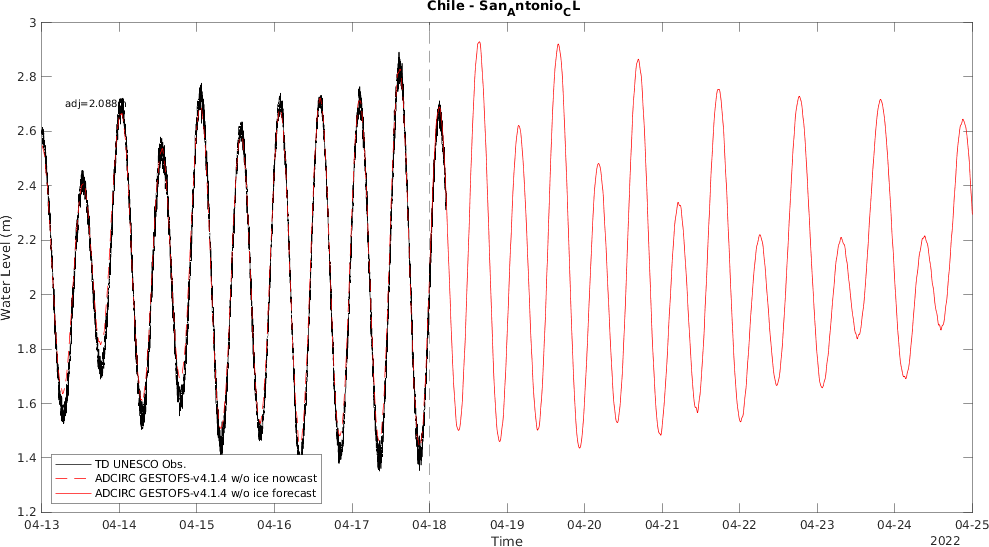 Chile - SanAntonioCL
3
2.8
2.6
2.4
2.2
2
1.8
1.6
1.4
1.2
Water Level (m)
adj=2.088m
TD UNESCO Obs.
ADCIRC GESTOFS-v4.1.4 w/o ice nowcast
ADCIRC GESTOFS-v4.1.4 w/o ice forecast
04-13 04-14 04-15 04-16 04-17 04-18 04-19 04-20 04-21 04-22 04-23 04-24 04-25
Time
2022